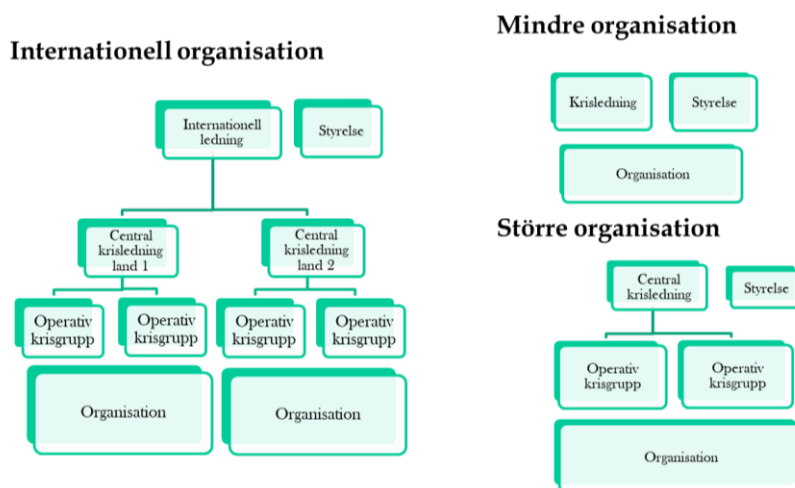 Internationell organisation
Internationell
ledning
Styrelse
Central
krisledning
land 1
Central
krisledning
land 2
Operativ
krisgrupp
Operativ
krisgrupp
Operativ
krisgrupp
Operativ
krisgrupp
Organisation
Organisation
Mindre organisation
Krisledning
Styrelse
Organisation
Större organisation
Central
krisledning
Styrelse
Operativ
krisgrupp
Operativ
krisgrupp
Organisation